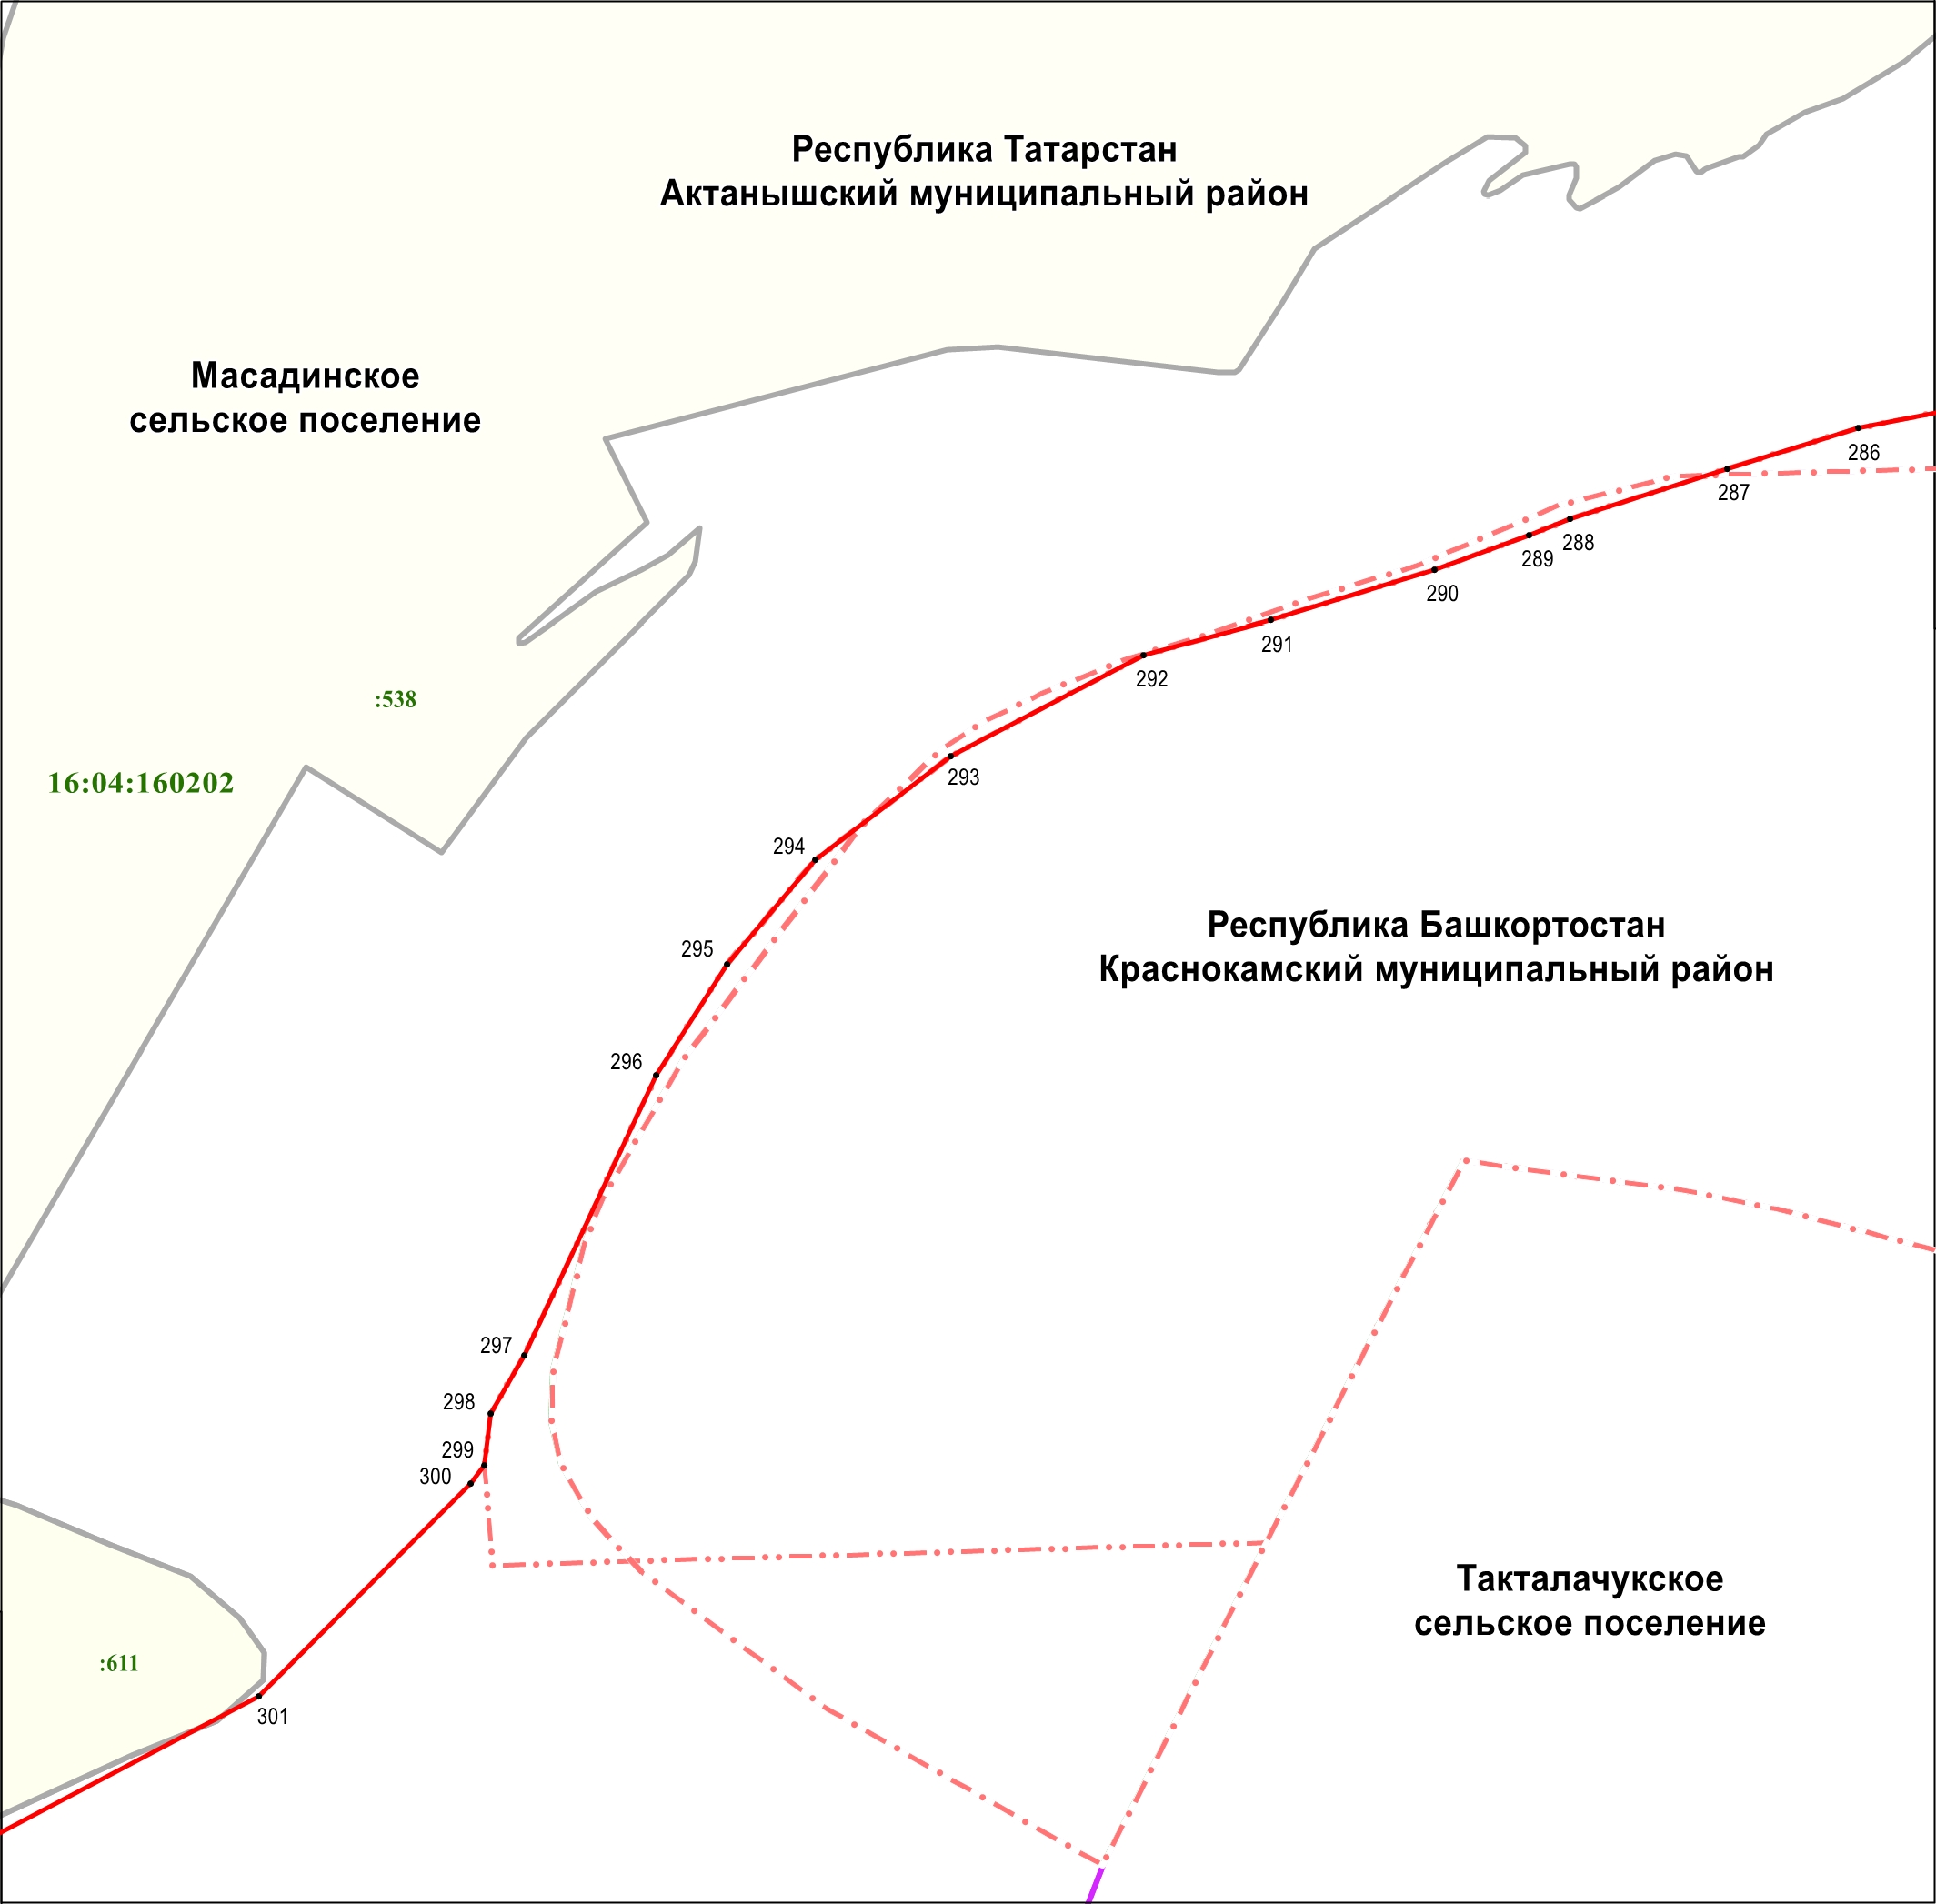 Республика Татарстан
Актанышский муниципальный район
Масадинское
сельское поселение
286
287
288
289
290
291
292
:538
293
16:04:160202
294
Республика Башкортостан
295
Краснокамский муниципальный район
296
297
298
299
300
Такталачукское
сельское поселение
:611
301